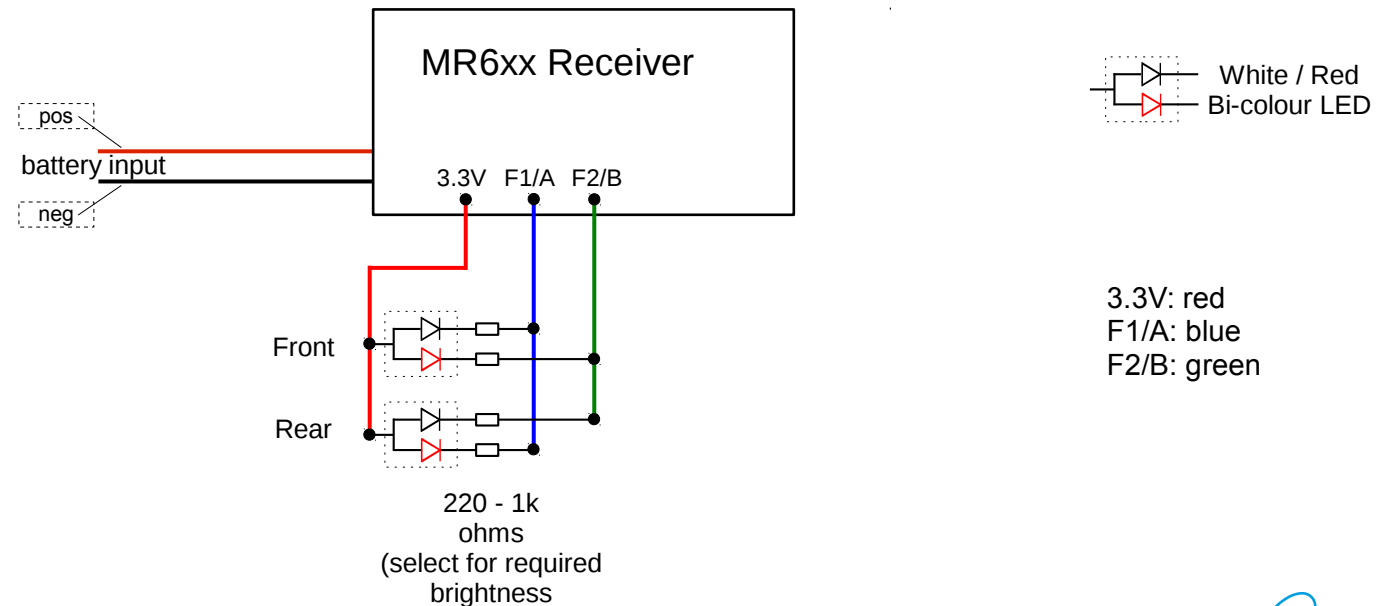 MR6xx Receiver
pos
battery input
neg
3.3V F1/A F2/B
Front
Rear
220 - 1k
ohms
(select for required
brightness
White / Red
Bi-colour LED
3.3V: red
F1/A: blue
F2/B: green